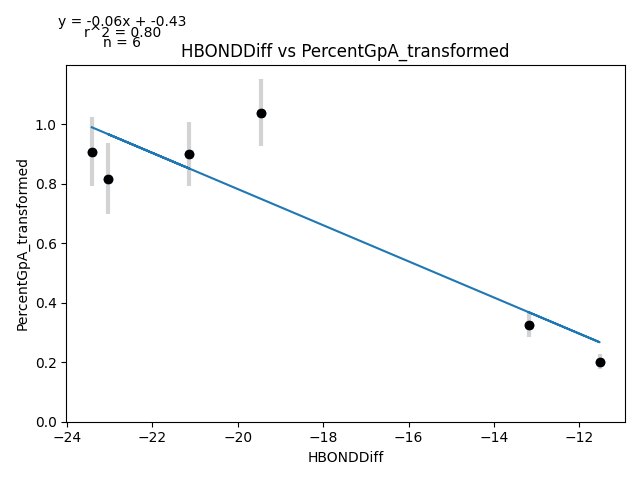 y = -0.06x + -0.43
r^2 = 0.80
n = 6
HBONDDiff vs PercentGpA_transformed
PercentGpA_transformed
1.0
0.8
0.6
0.4
0.2
0.0
−24
−22
−20
−18
−16
−14
−12
HBONDDiff